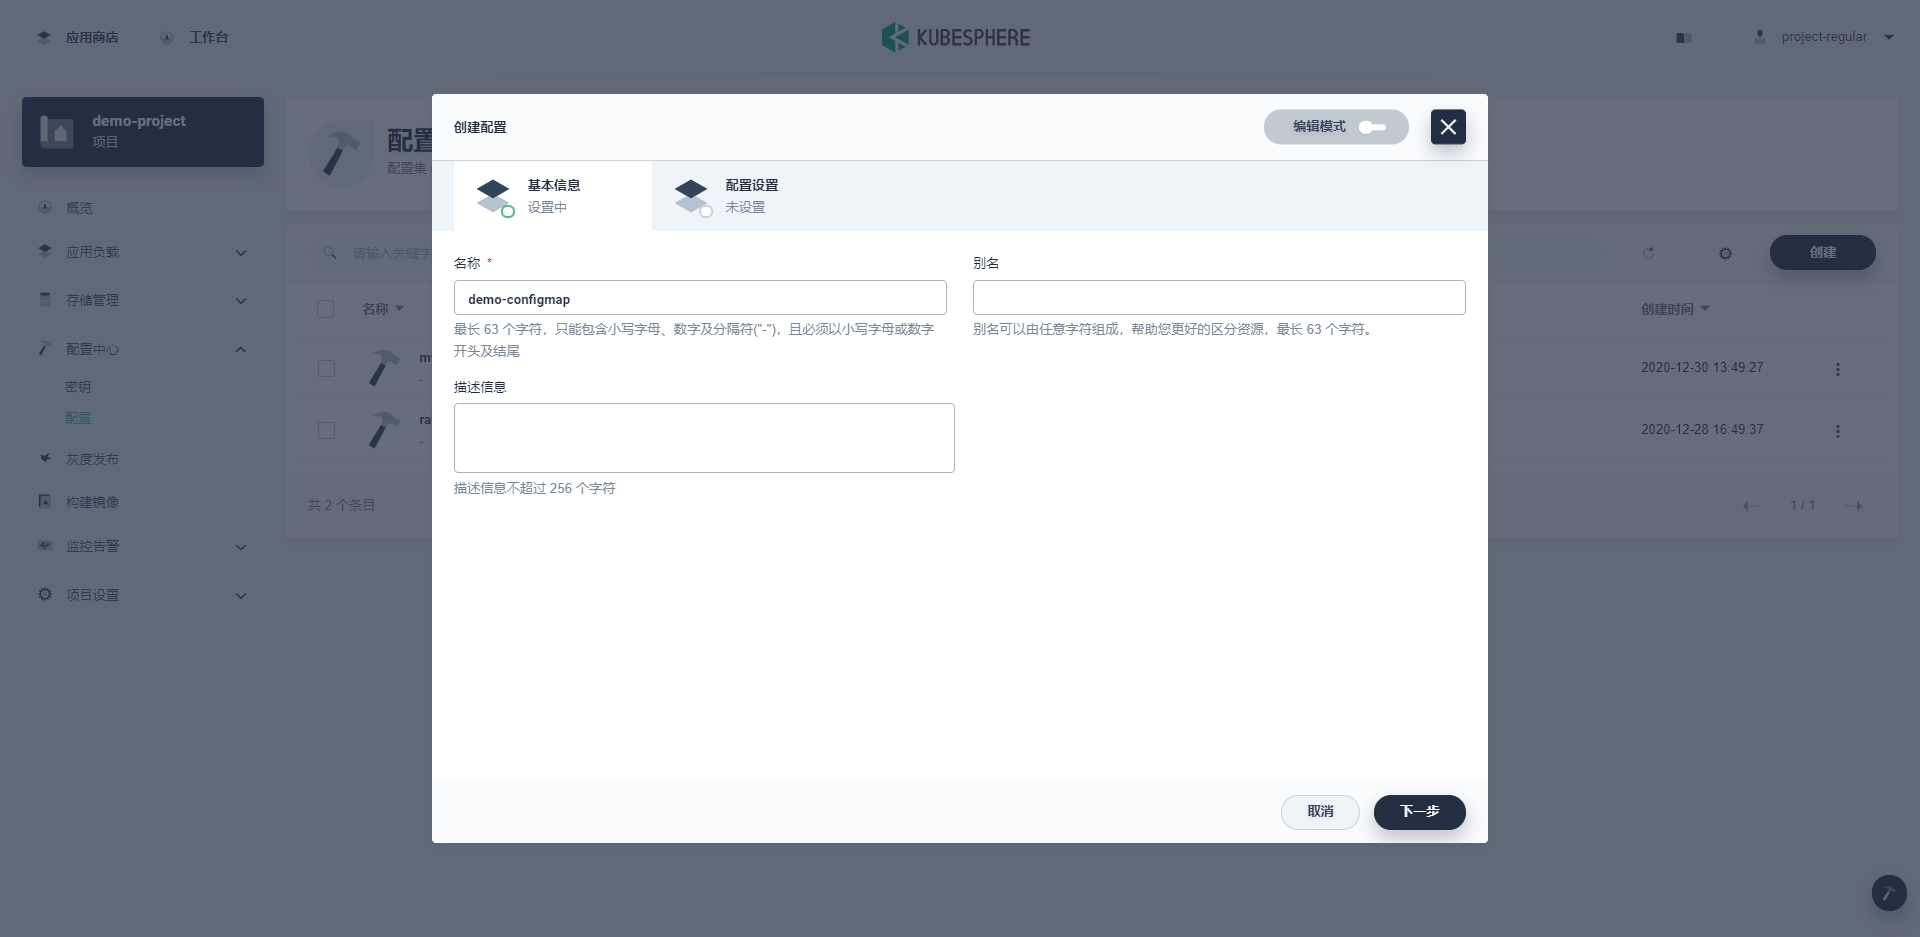 应用商店
工作台
KUBESPHERE
project-regular
demo-project
项目
概览
应用负载
存储管理
配置中心
密钥
配置
灰度发布
构建镜像
监控告警
项目设置
配置
配置集
请输入关键字
创建
名称
创建时间
2020-12-30 13:49:27
-
ra
2020-12-28 16:49:37
-
共 2 个条目
1 / 1
创建配置
编辑模式
基本信息
设置中
配置设置
未设置
名称 *
demo-configmap
最长 63 个字符，只能包含小写字母、数字及分隔符("-")，且必须以小写字母或数字
开头及结尾
别名
别名可以由任意字符组成，帮助您更好的区分资源，最长 63 个字符。
描述信息
描述信息不超过 256 个字符
取消
下一步